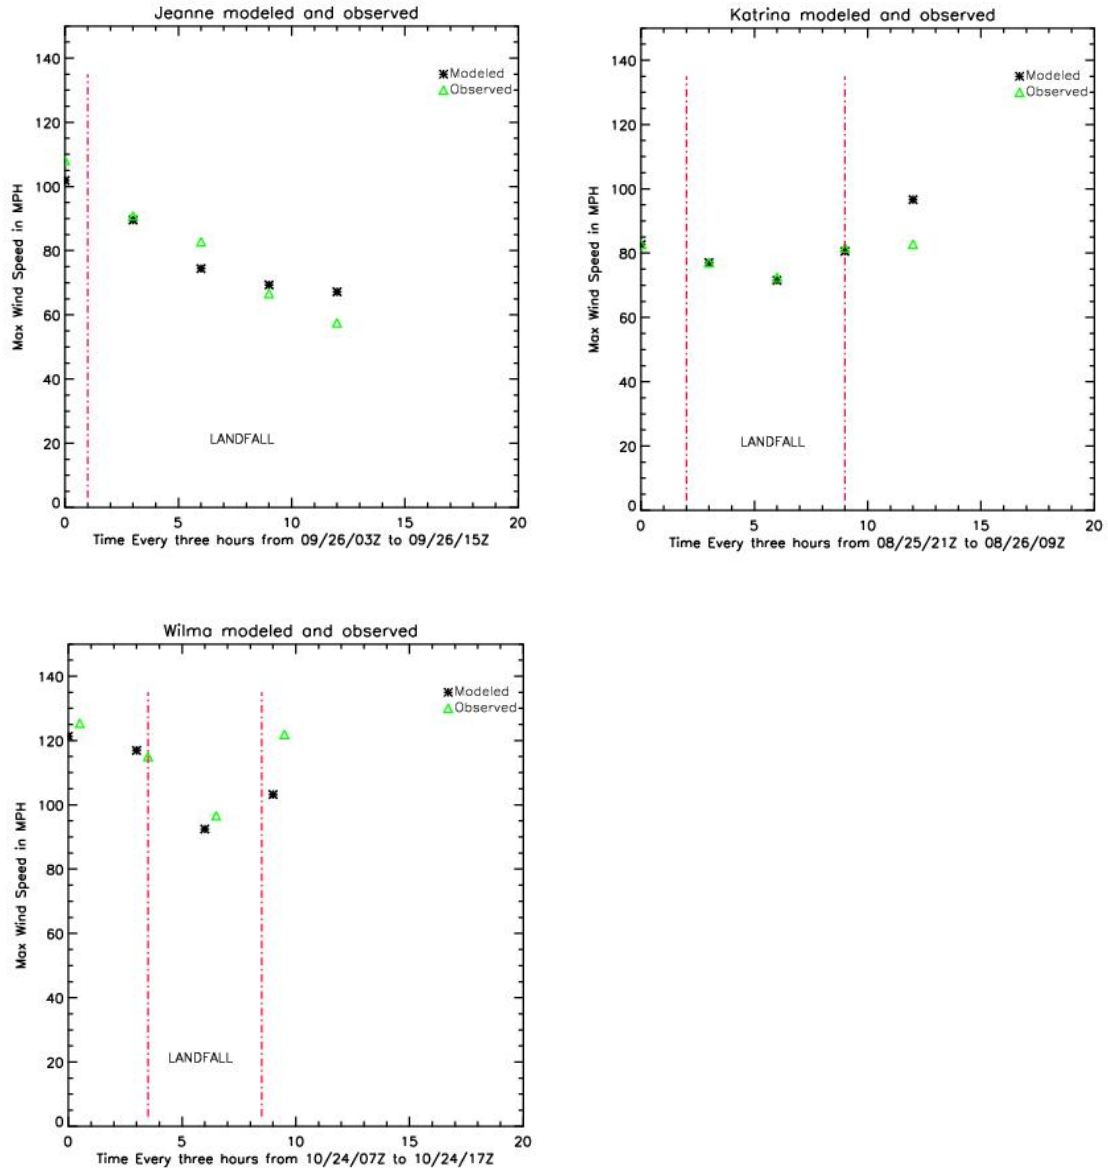 Jeanne modeled and observed
140
120
100
80
60
40
20
0
Max Wind Speed in MPH
Modeled
Observed
LANDFALL
0 5 10 15 20
Time Every three hours from 09/26/03Z to 09/26/15Z
Katrina modeled and observed
140
120
100
80
60
40
20
0
Max Wind Speed in MPH
Modeled
Observed
LANDFALL
0 5 10 15 20
Time Every three hours from 08/25/21Z to 08/26/09Z
Wilma modeled and observed
140
120
100
80
60
40
20
0
Max Wind Speed in MPH
Modeled
Observed
LANDFALL
0 5 10 15 20
Time Every three hours from 10/24/07Z to 10/24/17Z